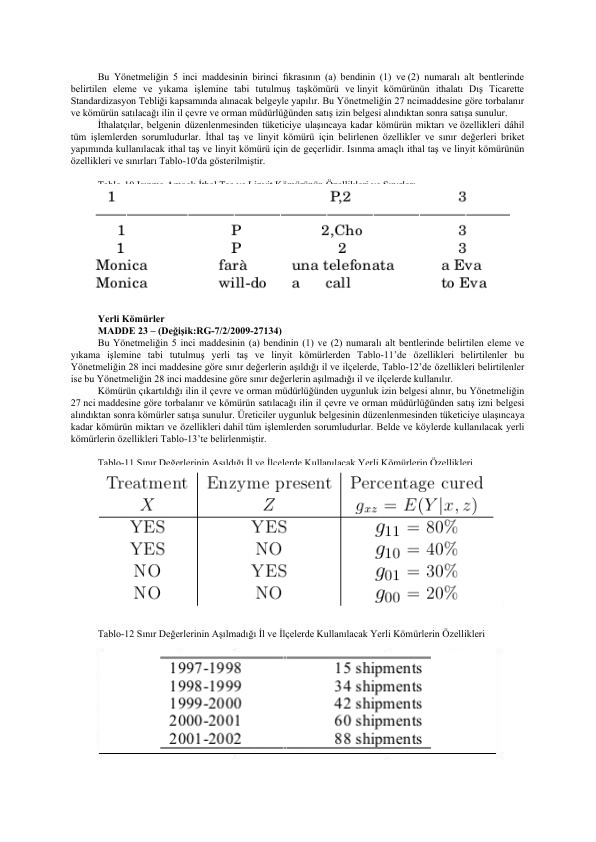 Bu Yönetmeliğin 5 inci maddesinin birinci fıkrasının (a) bendinin (1) ve (2) numaralı alt bentlerinde
belirtilen eleme ve yıkama işlemine tabi tutulmuş taşkömürü ve linyit kömürünün ithalatı Dış Ticarette
Standardizasyon Tebliği kapsamında alınacak belgeyle yapılır. Bu Yönetmeliğin 27 ncimaddesine göre torbalanır
ve kömürün satılacağı ilin il çevre ve orman müdürlüğünden satış izin belgesi alındıktan sonra satışa sunulur.
İthalatçılar, belgenin düzenlenmesinden tüketiciye ulaşıncaya kadar kömürün miktarı ve özellikleri dâhil
tüm işlemlerden sorumludurlar. İthal taş ve linyit kömürü için belirlenen özellikler ve sınır değerleri briket
yapımında kullanılacak ithal taş ve linyit kömürü için de geçerlidir. Isınma amaçlı ithal taş ve linyit kömürünün
özellikleri ve sınırları Tablo-10'da gösterilmiştir.
Tablo-10 Isınma Amaçlı İthal Taş ve Linyit Kömürünün Özellikleri ve Sınırları
1 P,2 3
1 P 2,Cho 3
1 P 2 3
Monica farà una telefonata a Eva
Monica will-do a call to Eva
Yerli Kömürler
MADDE 23 – (Değişik:RG-7/2/2009-27134)
Bu Yönetmeliğin 5 inci maddesinin (a) bendinin (1) ve (2) numaralı alt bentlerinde belirtilen eleme ve
yıkama işlemine tabi tutulmuş yerli taş ve linyit kömürlerden Tablo-11’de özellikleri belirtilenler bu
Yönetmeliğin 28 inci maddesine göre sınır değerlerin aşıldığı il ve ilçelerde, Tablo-12’de özellikleri belirtilenler
ise bu Yönetmeliğin 28 inci maddesine göre sınır değerlerin aşılmadığı il ve ilçelerde kullanılır.
Kömürün çıkartıldığı ilin il çevre ve orman müdürlüğünden uygunluk izin belgesi alınır, bu Yönetmeliğin
27 nci maddesine göre torbalanır ve kömürün satılacağı ilin il çevre ve orman müdürlüğünden satış izni belgesi
alındıktan sonra kömürler satışa sunulur. Üreticiler uygunluk belgesinin düzenlenmesinden tüketiciye ulaşıncaya
kadar kömürün miktarı ve özellikleri dahil tüm işlemlerden sorumludurlar. Belde ve köylerde kullanılacak yerli
kömürlerin özellikleri Tablo-13’te belirlenmiştir.
Tablo-11 Sınır Değerlerinin Aşıldığı İl ve İlçelerde Kullanılacak Yerli Kömürlerin Özellikleri
Treatment Enzyme present Percentage cured
X Z g_{xz} = E(Y|x, z)
YES YES g_{11} = 80%
YES NO g_{10} = 40%
NO YES g_{01} = 30%
NO NO g_{00} = 20%
Tablo-12 Sınır Değerlerinin Aşılmadığı İl ve İlçelerde Kullanılacak Yerli Kömürlerin Özellikleri
1997-1998 15 shipments
1998-1999 34 shipments
1999-2000 42 shipments
2000-2001 60 shipments
2001-2002 88 shipments